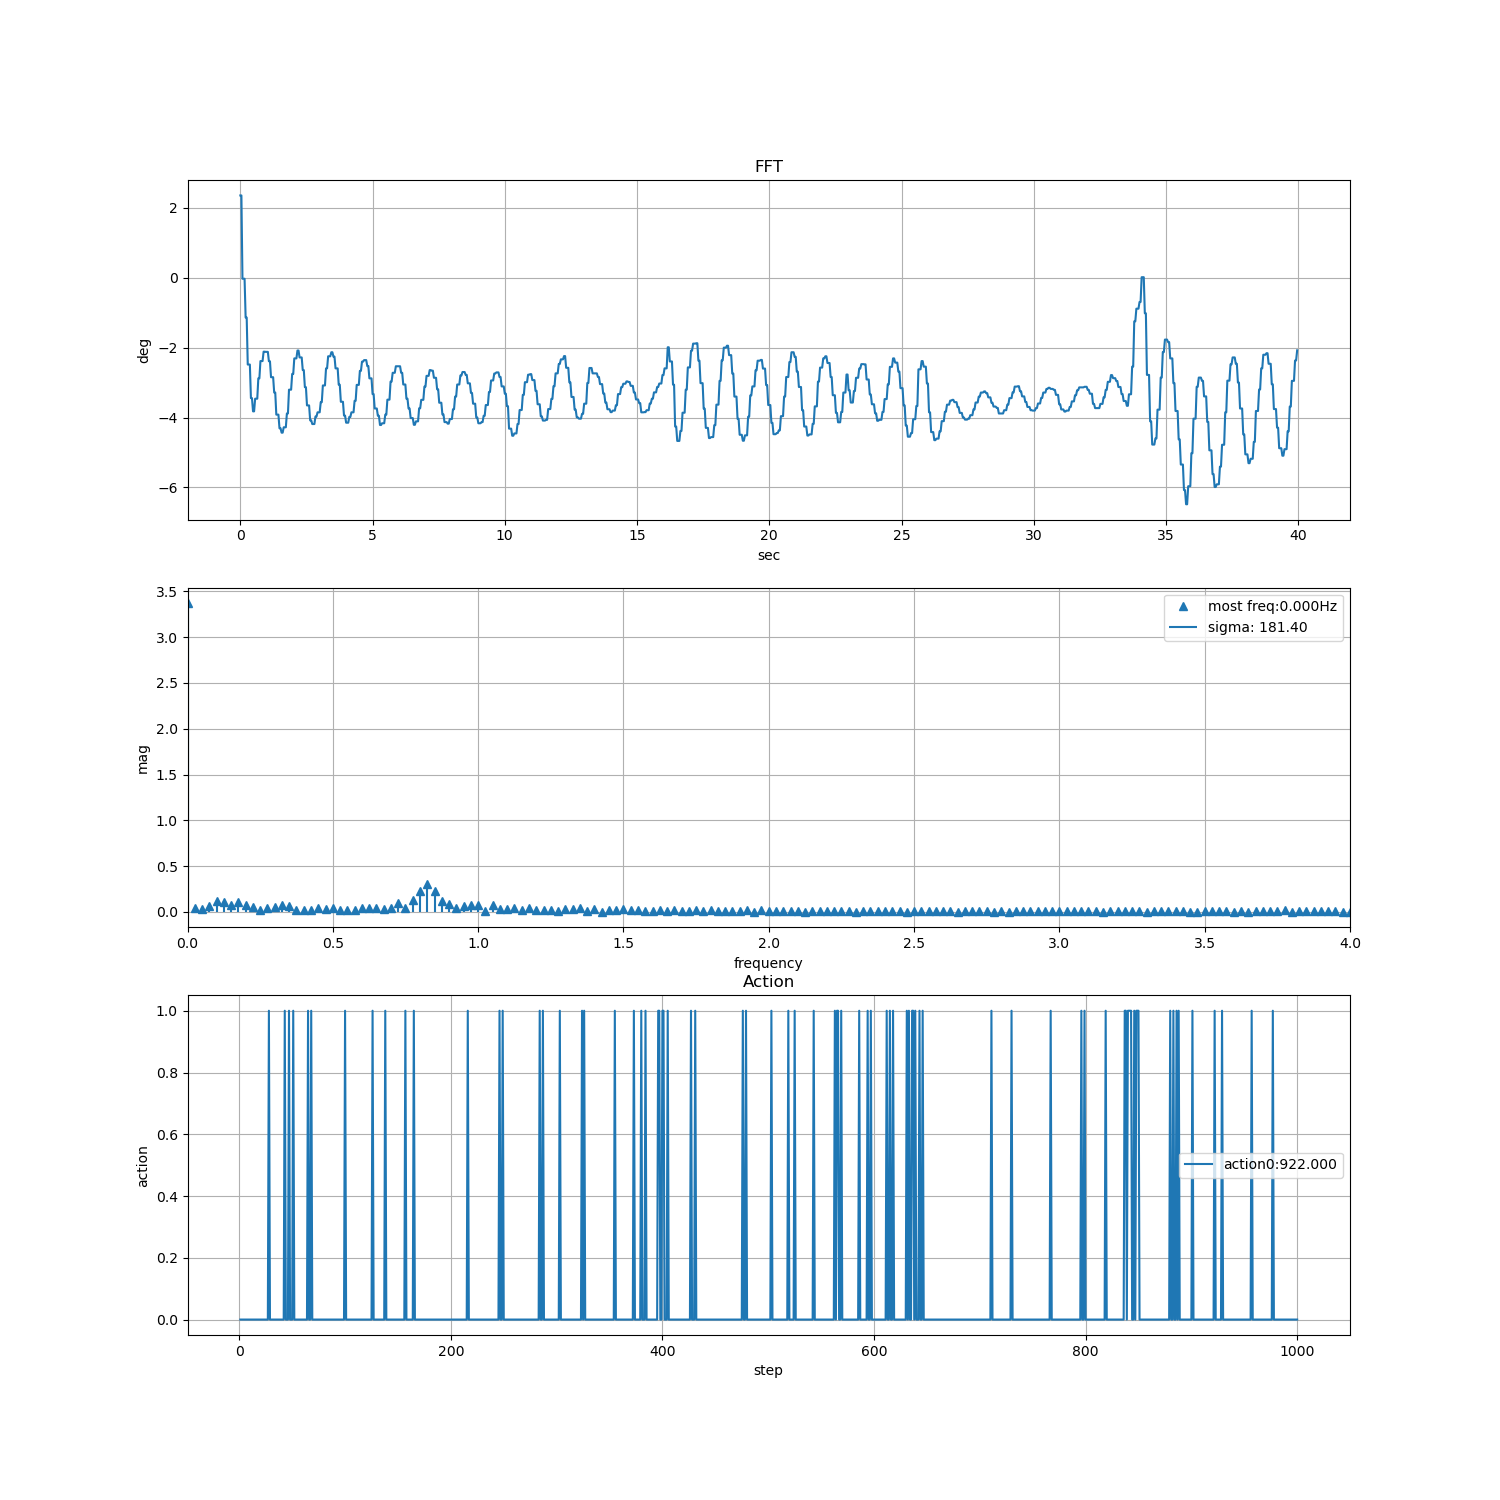 FFT
2
0
−2
−4
−6
deg
0 5 10 15 20 25 30 35 40
sec
3.5
3.0
2.5
2.0
1.5
1.0
0.5
0.0
mag
most freq:0.000Hz
sigma: 181.40
0.0 0.5 1.0 1.5 2.0 2.5 3.0 3.5 4.0
frequency
Action
1.0
0.8
0.6
0.4
0.2
0.0
action
action0:922.000
0 200 400 600 800 1000
step